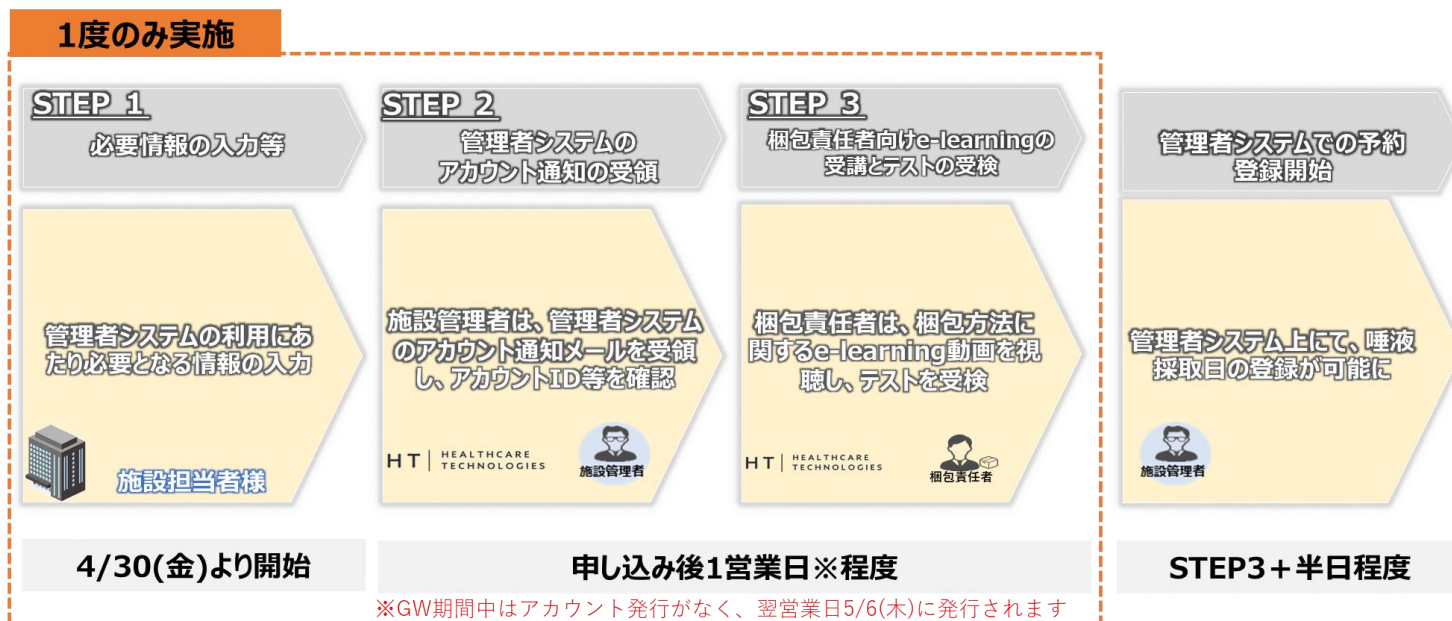 1度のみ実施
STEP 1
必要情報の入力等
STEP 2
管理者システムの
アカウント通知の受領
STEP 3
梱包責任者向けe-learningの
受講とテストの受検
管理者システムでの予約
登録開始
管理者システムの利用にあ
たり必要となる情報の入力
施設担当者様
施設管理者は、管理者システム
のアカウント通知メールを受領
し、アカウントID等を確認
HT | HEALTHCARE
TECHNOLOGIES
施設管理者
梱包責任者は、梱包方法に
関するe-learning動画を視
聴し、テストを受検
HT | HEALTHCARE
TECHNOLOGIES
梱包責任者
管理者システム上にて、唾液
採取日の登録が可能に
施設管理者
4/30(金)より開始
申し込み後1営業日※程度
STEP3+半日程度
※GW期間中はアカウント発行がなく、翌営業日5/6(木)に発行されます